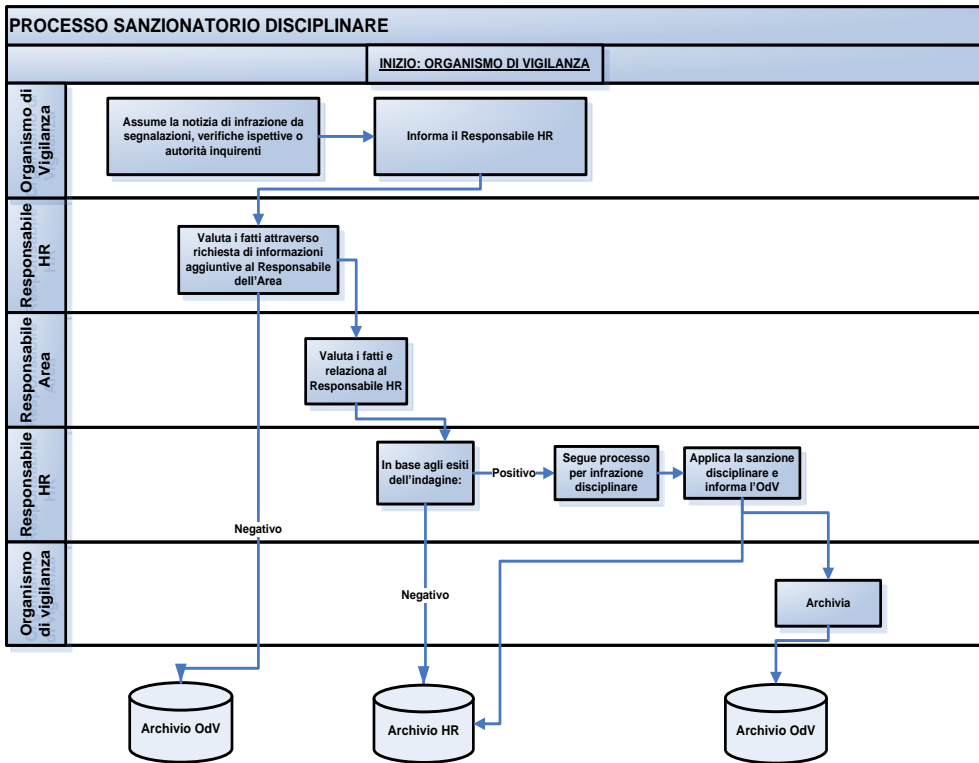 PROCESSO SANZIONATORIO DISCIPLINARE
INIZIO: ORGANISMO DI VIGILANZA
Organismo di
Vigilanza
Assume la notizia di infrazione da
segnalazioni, verifiche ispettive o
autorità inquirenti
Informa il Responsabile HR
Responsabile
HR
Valuta i fatti attraverso
richiesta di informazioni
aggiuntive al Responsabile
dell'Area
Responsabile
Area
Valuta i fatti e
relaziona al
Responsabile HR
Responsabile
HR
In base agli esiti
dell'indagine:
Positivo
Segue processo
per infrazione
disciplinare
Applica la sanzione
disciplinare e
informa l'OdV
Negativo
Organismo
di vigilanza
Negativo
Archivia
Archivio OdV
Archivio HR
Archivio OdV